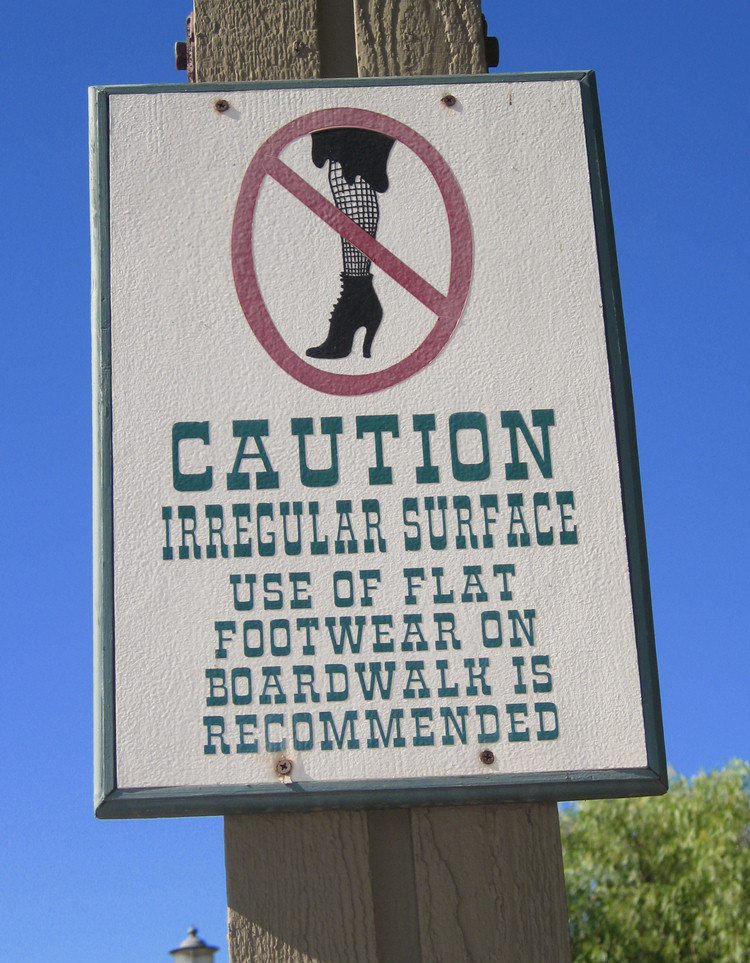 CAUTION
IRREGULAR SURFACE
USE OF FLAT
FOOTWEAR ON
BOARDWALK IS
RECOMMENDED